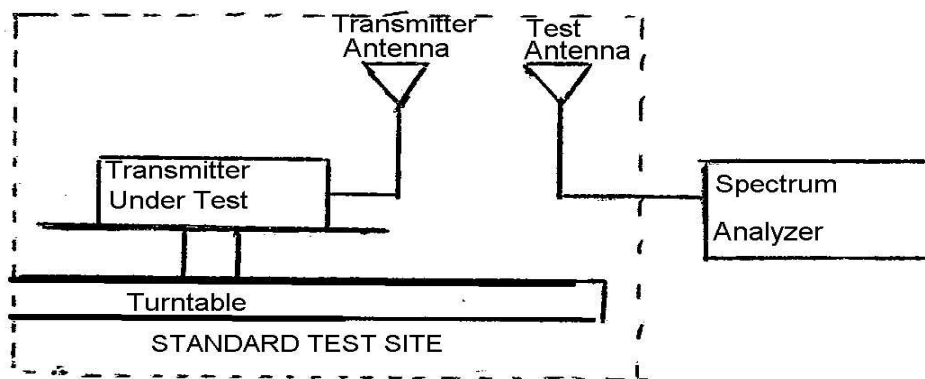 Transmitter
Antenna
Test
Antenna
Transmitter
Under Test
Spectrum
Analyzer
Turntable
STANDARD TEST SITE